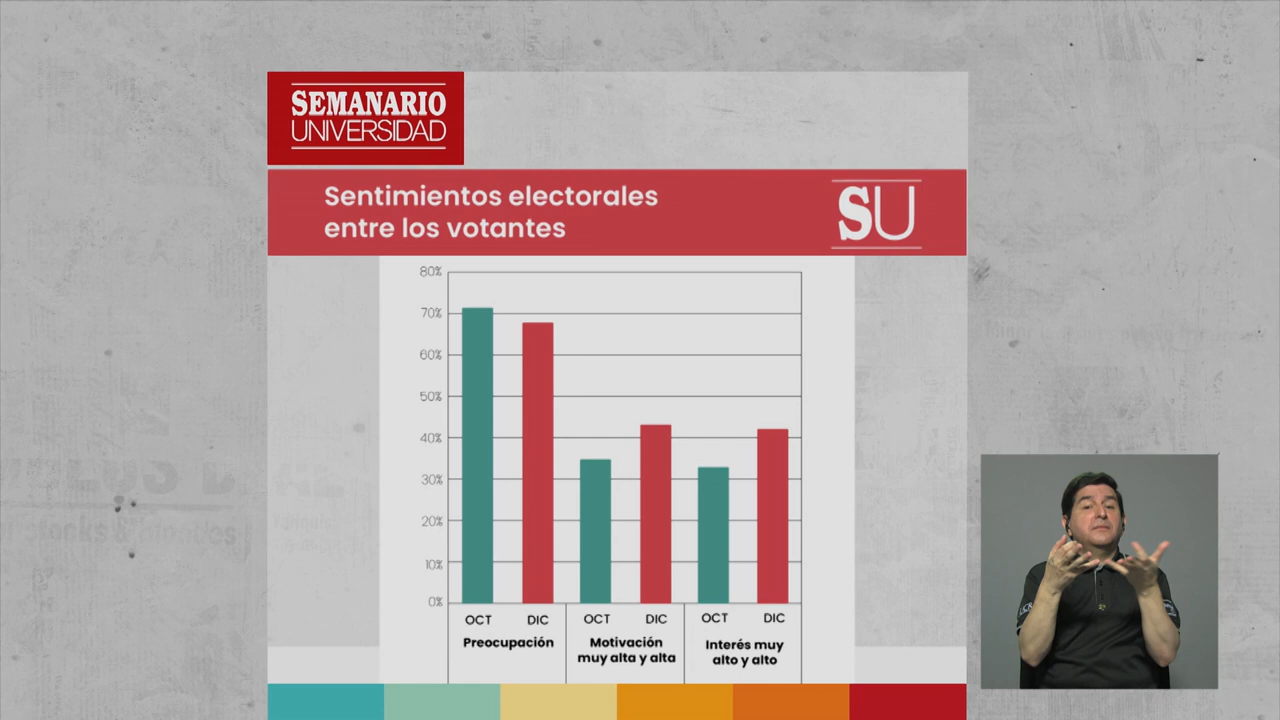 SEMANARIO
UNIVERSIDAD
Sentimientos electorales
entre los votantes
SU
80%
70%
60%
50%
40%
30%
20%
10%
0%
OCT DIC OCT DIC OCT DIC
Preocupación
Motivación
muy alta y alta
Interés muy
alto y alto